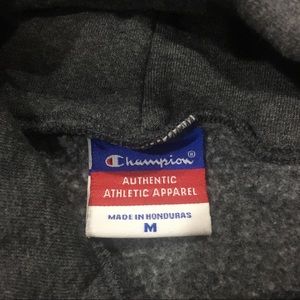 Champion®
AUTHENTIC
ATHLETIC APPAREL
MADE IN HONDURAS
M